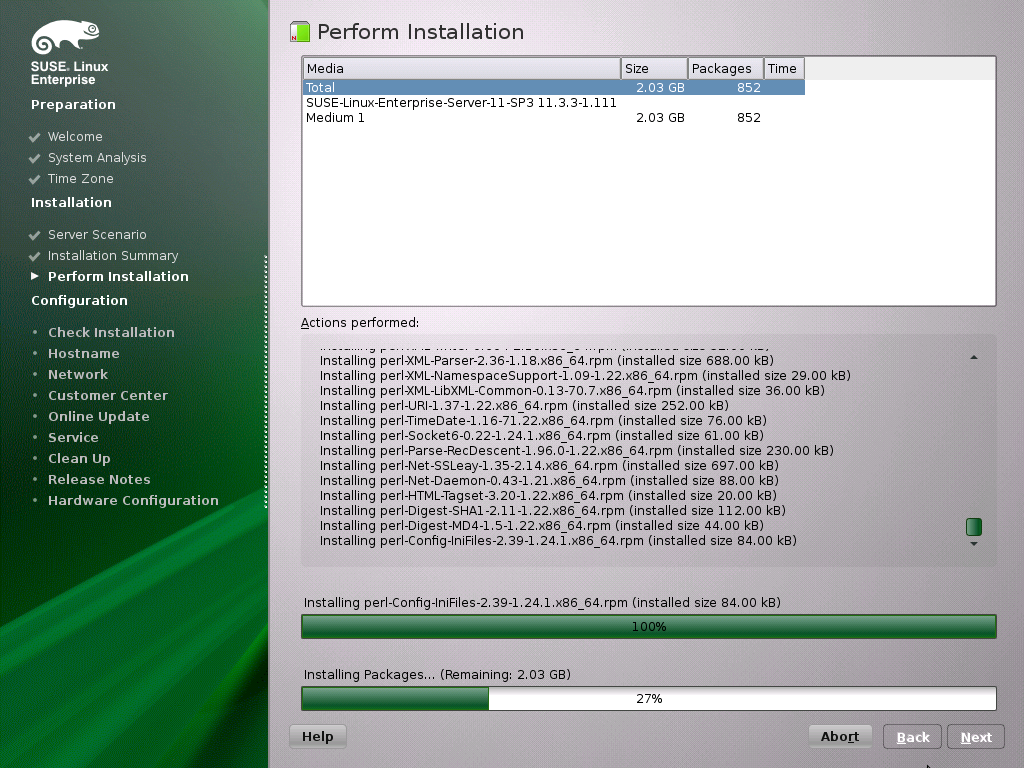 SUSE. Linux
Enterprise
Preparation
Welcome
System Analysis
Time Zone
Installation
Server Scenario
Installation Summary
Perform Installation
Configuration
Check Installation
Hostname
Network
Customer Center
Online Update
Service
Clean Up
Release Notes
Hardware Configuration
Perform Installation
Media Size Packages Time
Total 2.03 GB 852
SUSE-Linux-Enterprise-Server-11-SP3 11.3.3-1.111
Medium 1 2.03 GB 852
Actions performed:
Installing perl-XML-Parser-2.36-1.18.x86_64.rpm (installed size 688.00 kB)
Installing perl-XML-NamespaceSupport-1.09-1.22.x86_64.rpm (installed size 29.00 kB)
Installing perl-XML-LibXML-Common-0.13-70.7.x86_64.rpm (installed size 36.00 kB)
Installing perl-URI-1.37-1.22.x86_64.rpm (installed size 252.00 kB)
Installing perl-TimeDate-1.16-71.22.x86_64.rpm (installed size 76.00 kB)
Installing perl-Socket6-0.22-1.24.1.x86_64.rpm (installed size 61.00 kB)
Installing perl-Parse-RecDescent-1.96.0-1.22.x86_64.rpm (installed size 230.00 kB)
Installing perl-Net-SSLeay-1.35-2.14.x86_64.rpm (installed size 697.00 kB)
Installing perl-Net-Daemon-0.43-1.21.x86_64.rpm (installed size 88.00 kB)
Installing perl-HTML-Tagset-3.20-1.22.x86_64.rpm (installed size 20.00 kB)
Installing perl-Digest-SHA1-2.11-1.22.x86_64.rpm (installed size 112.00 kB)
Installing perl-Digest-MD4-1.5-1.22.x86_64.rpm (installed size 44.00 kB)
Installing perl-Config-IniFiles-2.39-1.24.1.x86_64.rpm (installed size 84.00 kB)
Installing perl-Config-IniFiles-2.39-1.24.1.x86_64.rpm (installed size 84.00 kB)
100%
Installing Packages... (Remaining: 2.03 GB)
27%
Help Abort Back Next